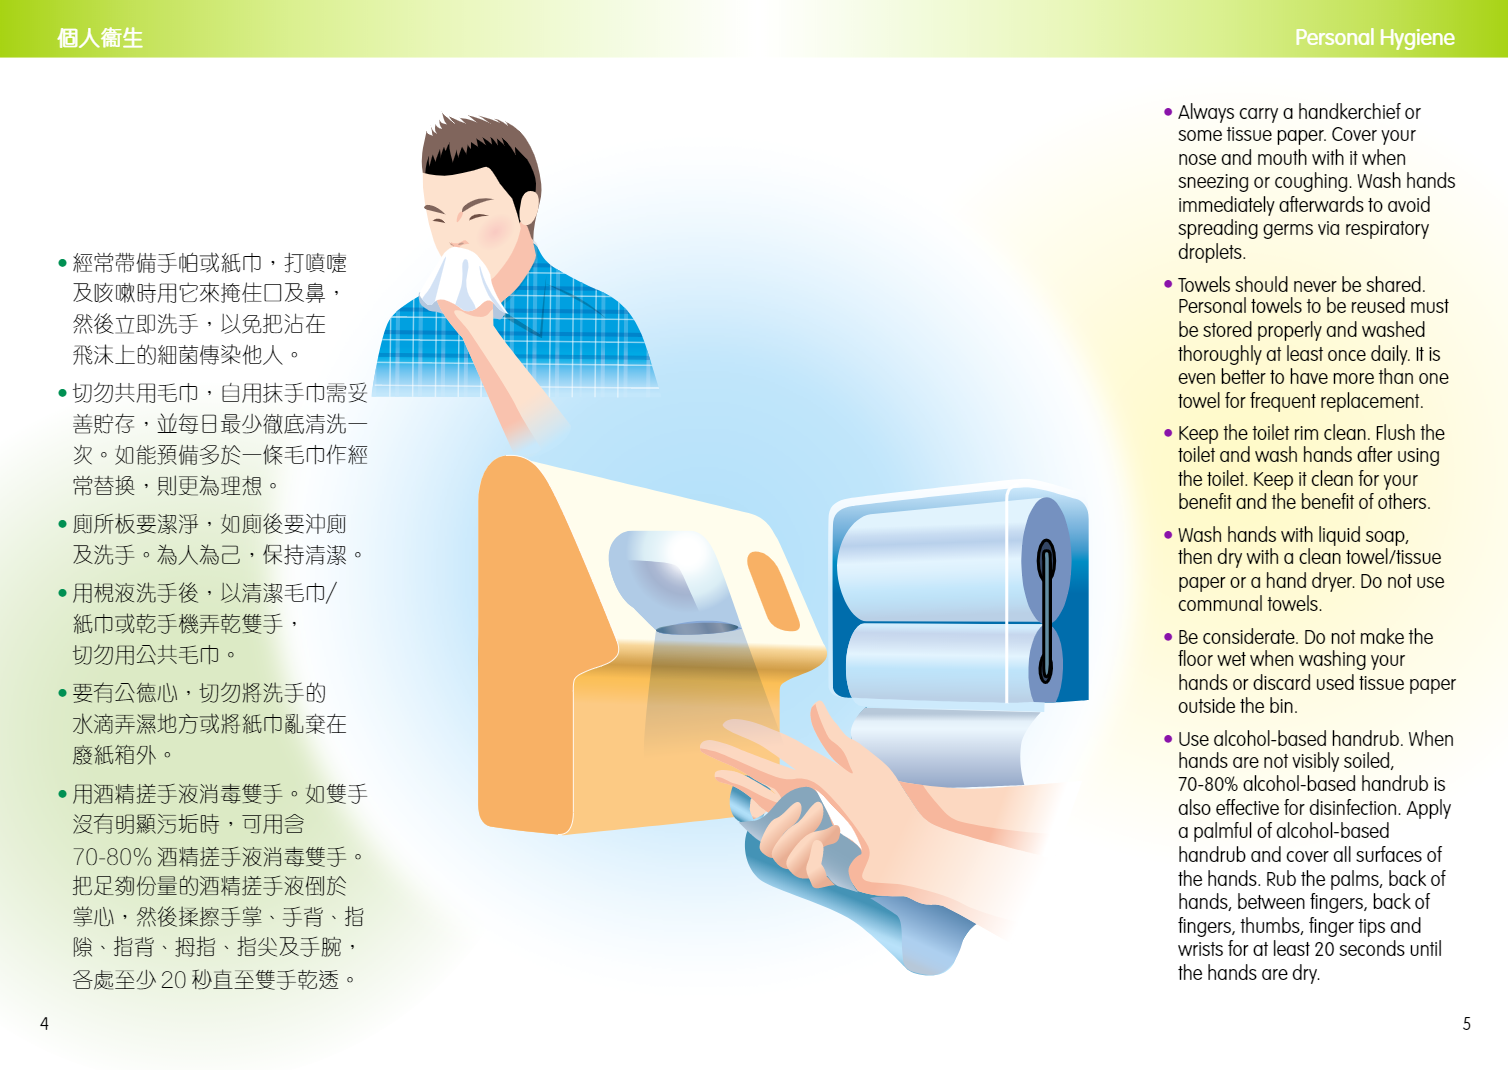 個人衞生
Personal Hygiene
•經常帶備手帕或紙巾，打噴嚏
及咳嗽時用它來掩住口及鼻，
然後立即洗手，以免把沾在
飛沫上的細菌傳染他人。
•切勿共用毛巾，自用抹手巾需妥
善貯存，並每日最少徹底清洗一
次。如能預備多於一條毛巾作經
常替換，則更為理想。
•廁所板要潔淨，如廁後要沖廁
及洗手。為人為己，保持清潔。
•用梘液洗手後，以清潔毛巾/
紙巾或乾手機弄乾雙手，
切勿用公共毛巾。
•要有公德心，切勿將洗手的
水滴弄濕地方或將紙巾亂棄在
廢紙箱外。
•用酒精搓手液消毒雙手。如雙手
沒有明顯污垢時，可用含
70-80% 酒精搓手液消毒雙手。
把足夠份量的酒精搓手液倒於
掌心，然後揉擦手掌、手背、指
隙、指背、拇指、指尖及手腕，
各處至少 20 秒直至雙手乾透。
4
• Always carry a handkerchief or
some tissue paper. Cover your
nose and mouth with it when
sneezing or coughing. Wash hands
immediately afterwards to avoid
spreading germs via respiratory
droplets.
• Towels should never be shared.
Personal towels to be reused must
be stored properly and washed
thoroughly at least once daily. It is
even better to have more than one
towel for frequent replacement.
• Keep the toilet rim clean. Flush the
toilet and wash hands after using
the toilet. Keep it clean for your
benefit and the benefit of others.
• Wash hands with liquid soap,
then dry with a clean towel/tissue
paper or a hand dryer. Do not use
communal towels.
• Be considerate. Do not make the
floor wet when washing your
hands or discard used tissue paper
outside the bin.
• Use alcohol-based handrub. When
hands are not visibly soiled,
70-80% alcohol-based handrub is
also effective for disinfection. Apply
a palmful of alcohol-based
handrub and cover all surfaces of
the hands. Rub the palms, back of
hands, between fingers, back of
fingers, thumbs, finger tips and
wrists for at least 20 seconds until
the hands are dry.
5